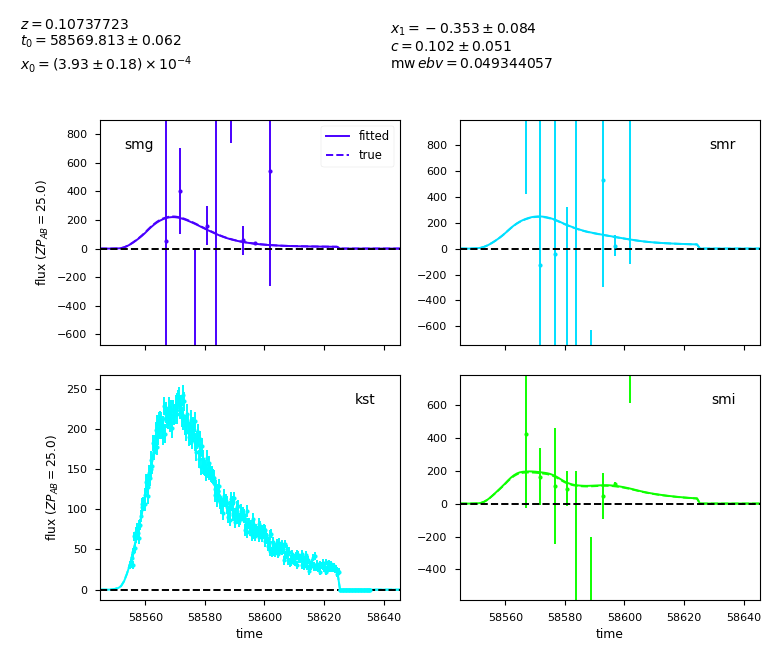 z = 0.10737723
t₀ = 58569.813 ± 0.062
x₀ = (3.93 ± 0.18) × 10⁻⁴
x₁ = −0.353 ± 0.084
c = 0.102 ± 0.051
mw ebv = 0.049344057
smg
fitted
true
800
600
400
200
0
−200
−400
−600
flux (ZP_AB = 25.0)
smr
800
600
400
200
0
−200
−400
−600
kst
250
200
150
100
50
0
flux (ZP_AB = 25.0)
58560 58580 58600 58620 58640
time
smi
600
400
200
0
−200
−400
58560 58580 58600 58620 58640
time